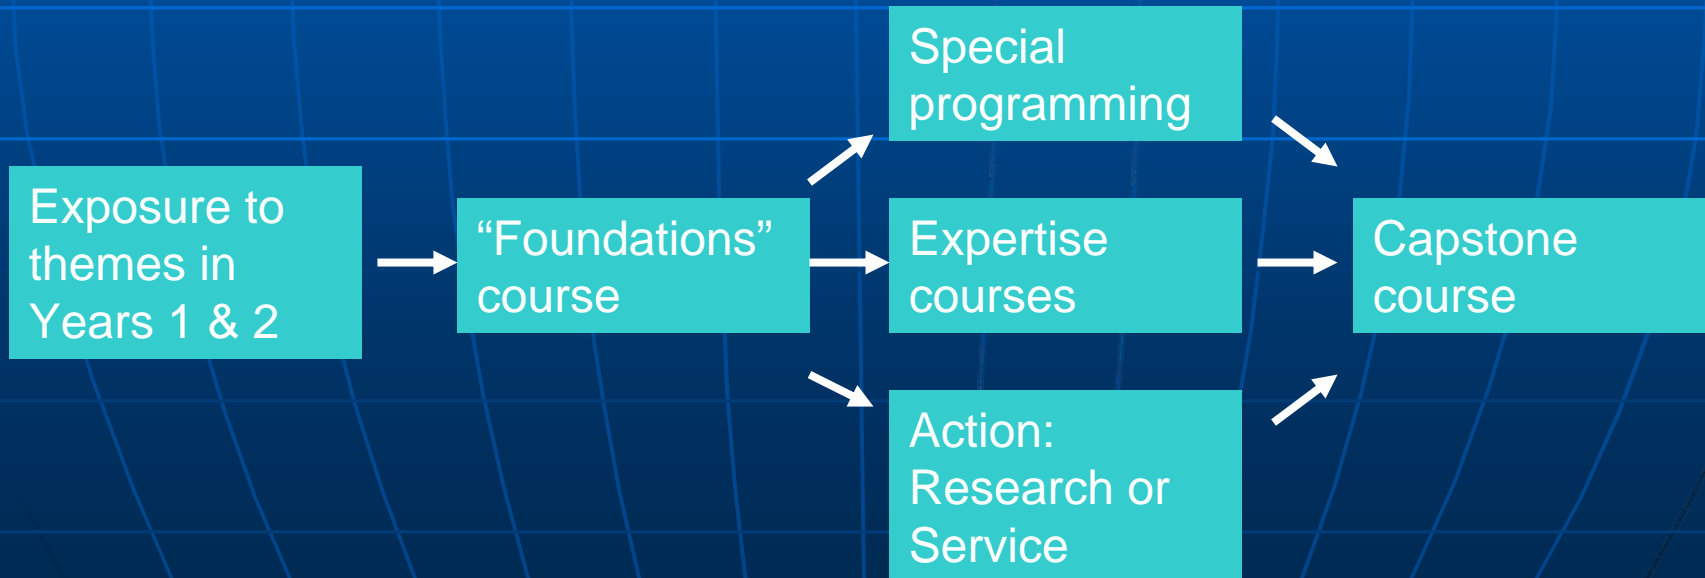 Exposure to
themes in
Years 1 & 2
“Foundations”
course
Special
programming
Expertise
courses
Action:
Research or
Service
Capstone
course